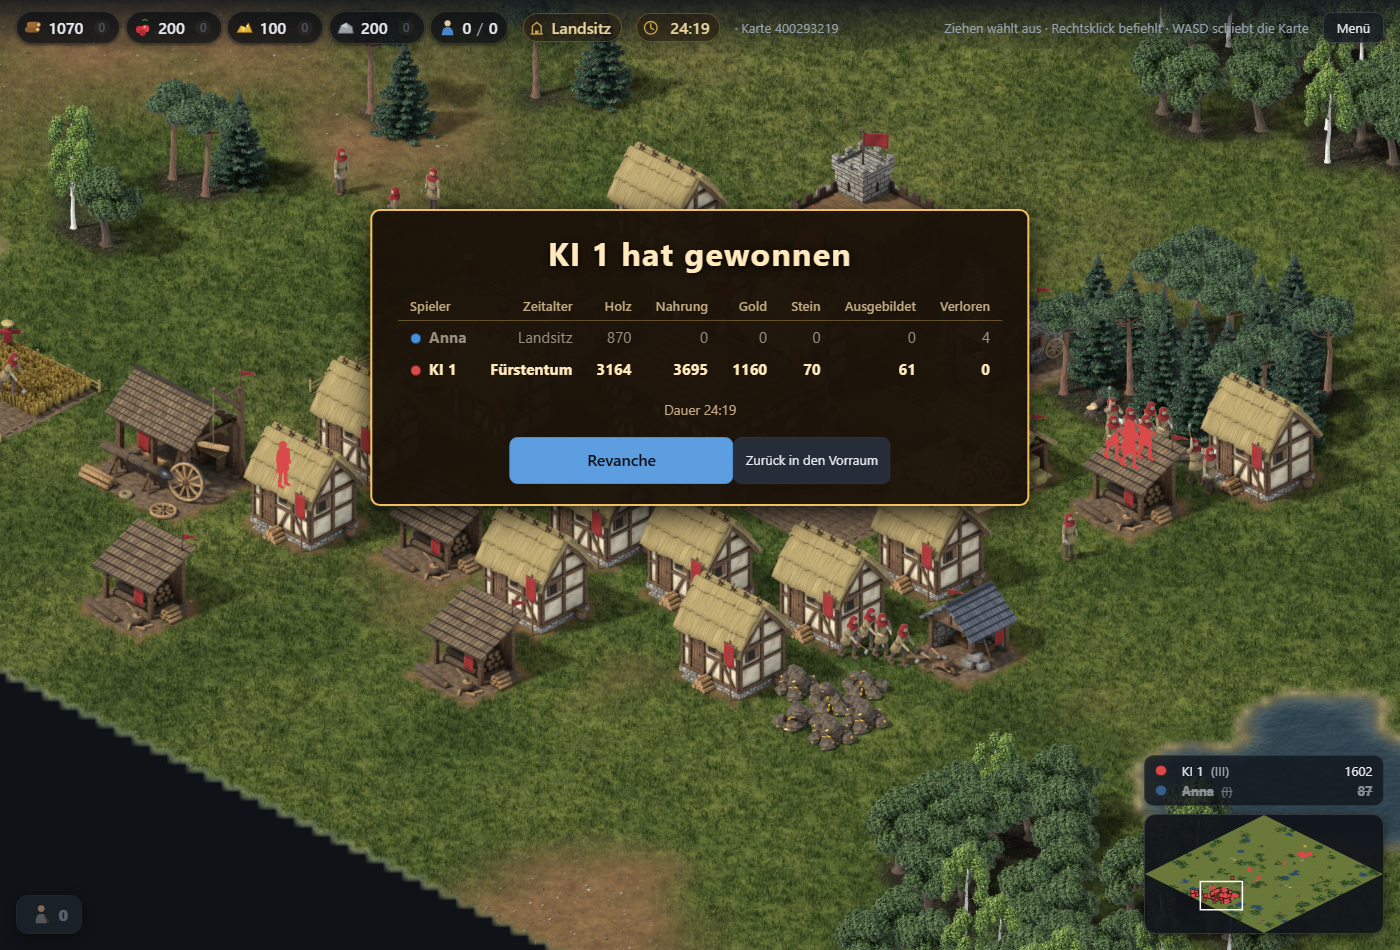 1070 0 200 0 100 0 200 0 0 / 0 Landsitz 24:19 · Karte 400293219 Ziehen wählt aus · Rechtsklick befiehlt · WASD schiebt die Karte Menü
KI 1 hat gewonnen
Spieler Zeitalter Holz Nahrung Gold Stein Ausgebildet Verloren
Anna Landsitz 870 0 0 0 0 4
KI 1 Fürstentum 3164 3695 1160 70 61 0
Dauer 24:19
Revanche Zurück in den Vorraum
KI 1 (III) 1602
Anna (I) 87
0